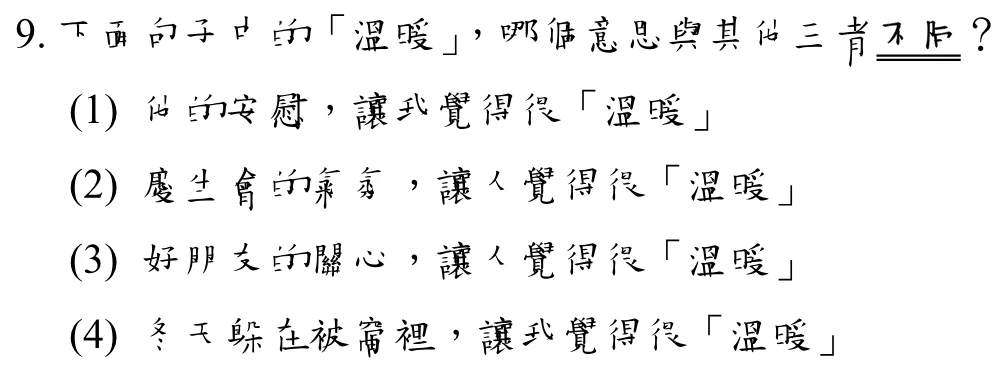 9. 下面句子中的「溫暖」，哪個意思與其他三者不同？
(1) 他的安慰，讓我覺得很「溫暖」
(2) 慶生會的氣氛，讓人覺得很「溫暖」
(3) 好朋友的關心，讓人覺得很「溫暖」
(4) 冬天躲在被窩裡，讓我覺得很「溫暖」